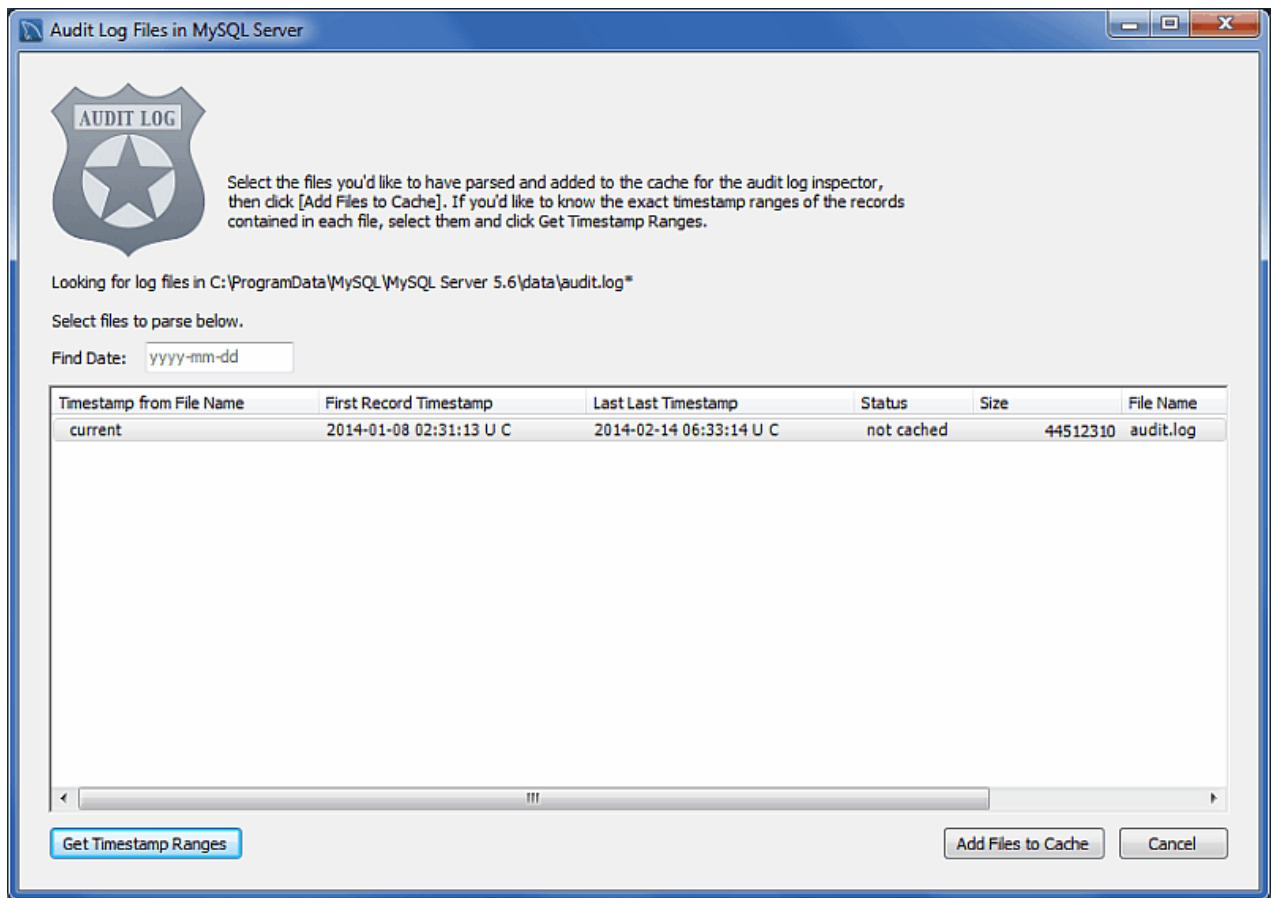 Audit Log Files in MySQL Server
AUDIT LOG
Select the files you'd like to have parsed and added to the cache for the audit log inspector,
then click [Add Files to Cache]. If you'd like to know the exact timestamp ranges of the records
contained in each file, select them and click Get Timestamp Ranges.
Looking for log files in C:\ProgramData\MySQL\MySQL Server 5.6\data\audit.log*
Select files to parse below.
Find Date: yyyy-mm-dd
Timestamp from File Name First Record Timestamp Last Last Timestamp Status Size File Name
current 2014-01-08 02:31:13 U C 2014-02-14 06:33:14 U C not cached 44512310 audit.log
Get Timestamp Ranges Add Files to Cache Cancel